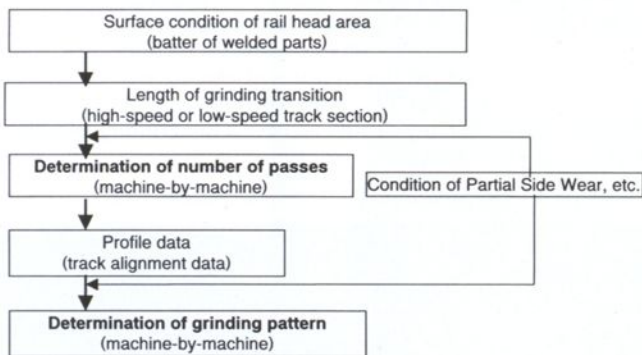 Surface condition of rail head area
(batter of welded parts)
Length of grinding transition
(high-speed or low-speed track section)
Determination of number of passes
(machine-by-machine)
Condition of Partial Side Wear, etc.
Profile data
(track alignment data)
Determination of grinding pattern
(machine-by-machine)